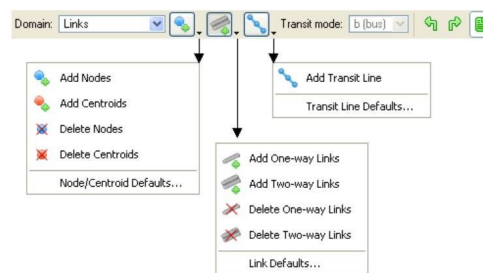 Domain: Links Transit mode: b (bus)
Add Nodes
Add Centroids
Delete Nodes
Delete Centroids
Node/Centroid Defaults...
Add Transit Line
Transit Line Defaults...
Add One-way Links
Add Two-way Links
Delete One-way Links
Delete Two-way Links
Link Defaults...